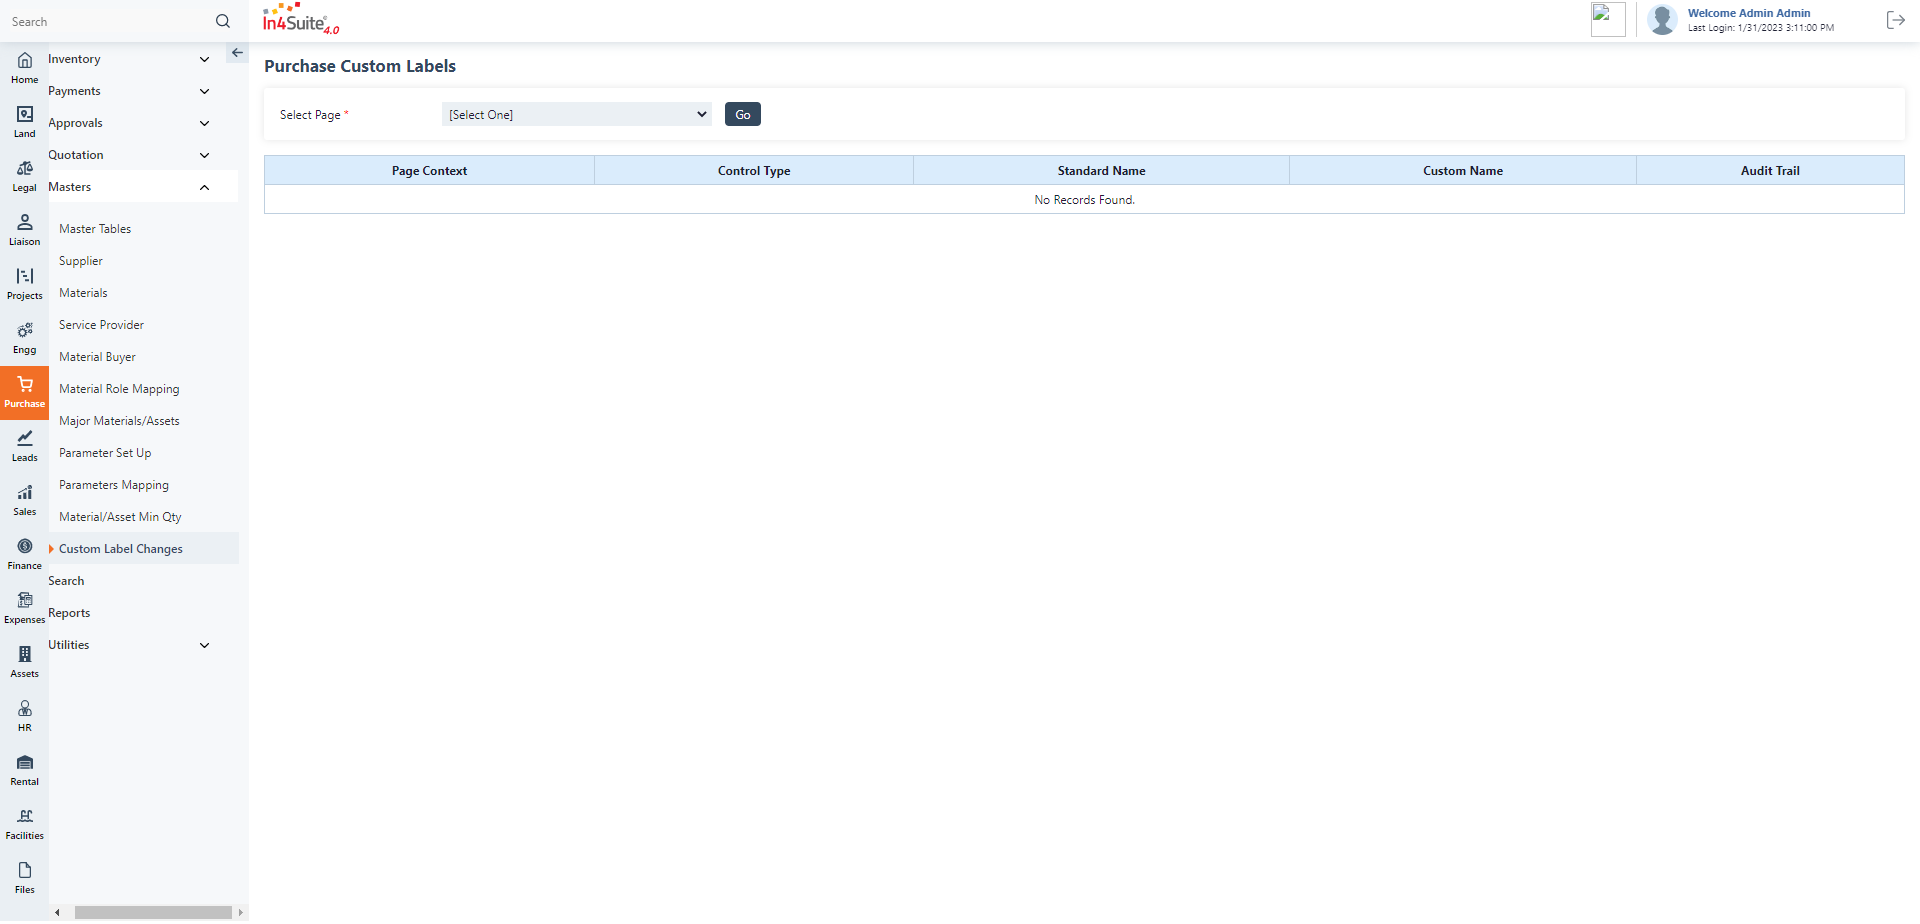 Search
In4Suite® 4.0
Welcome Admin Admin
Last Login: 1/31/2023 3:11:00 PM
Home
Land
Legal
Liaison
Projects
Engg
Purchase
Leads
Sales
Finance
Expenses
Assets
HR
Rental
Facilities
Files
Inventory
Payments
Approvals
Quotation
Masters
Master Tables
Supplier
Materials
Service Provider
Material Buyer
Material Role Mapping
Major Materials/Assets
Parameter Set Up
Parameters Mapping
Material/Asset Min Qty
Custom Label Changes
Search
Reports
Utilities
Purchase Custom Labels
Select Page * [Select One] Go
Page Context Control Type Standard Name Custom Name Audit Trail
No Records Found.